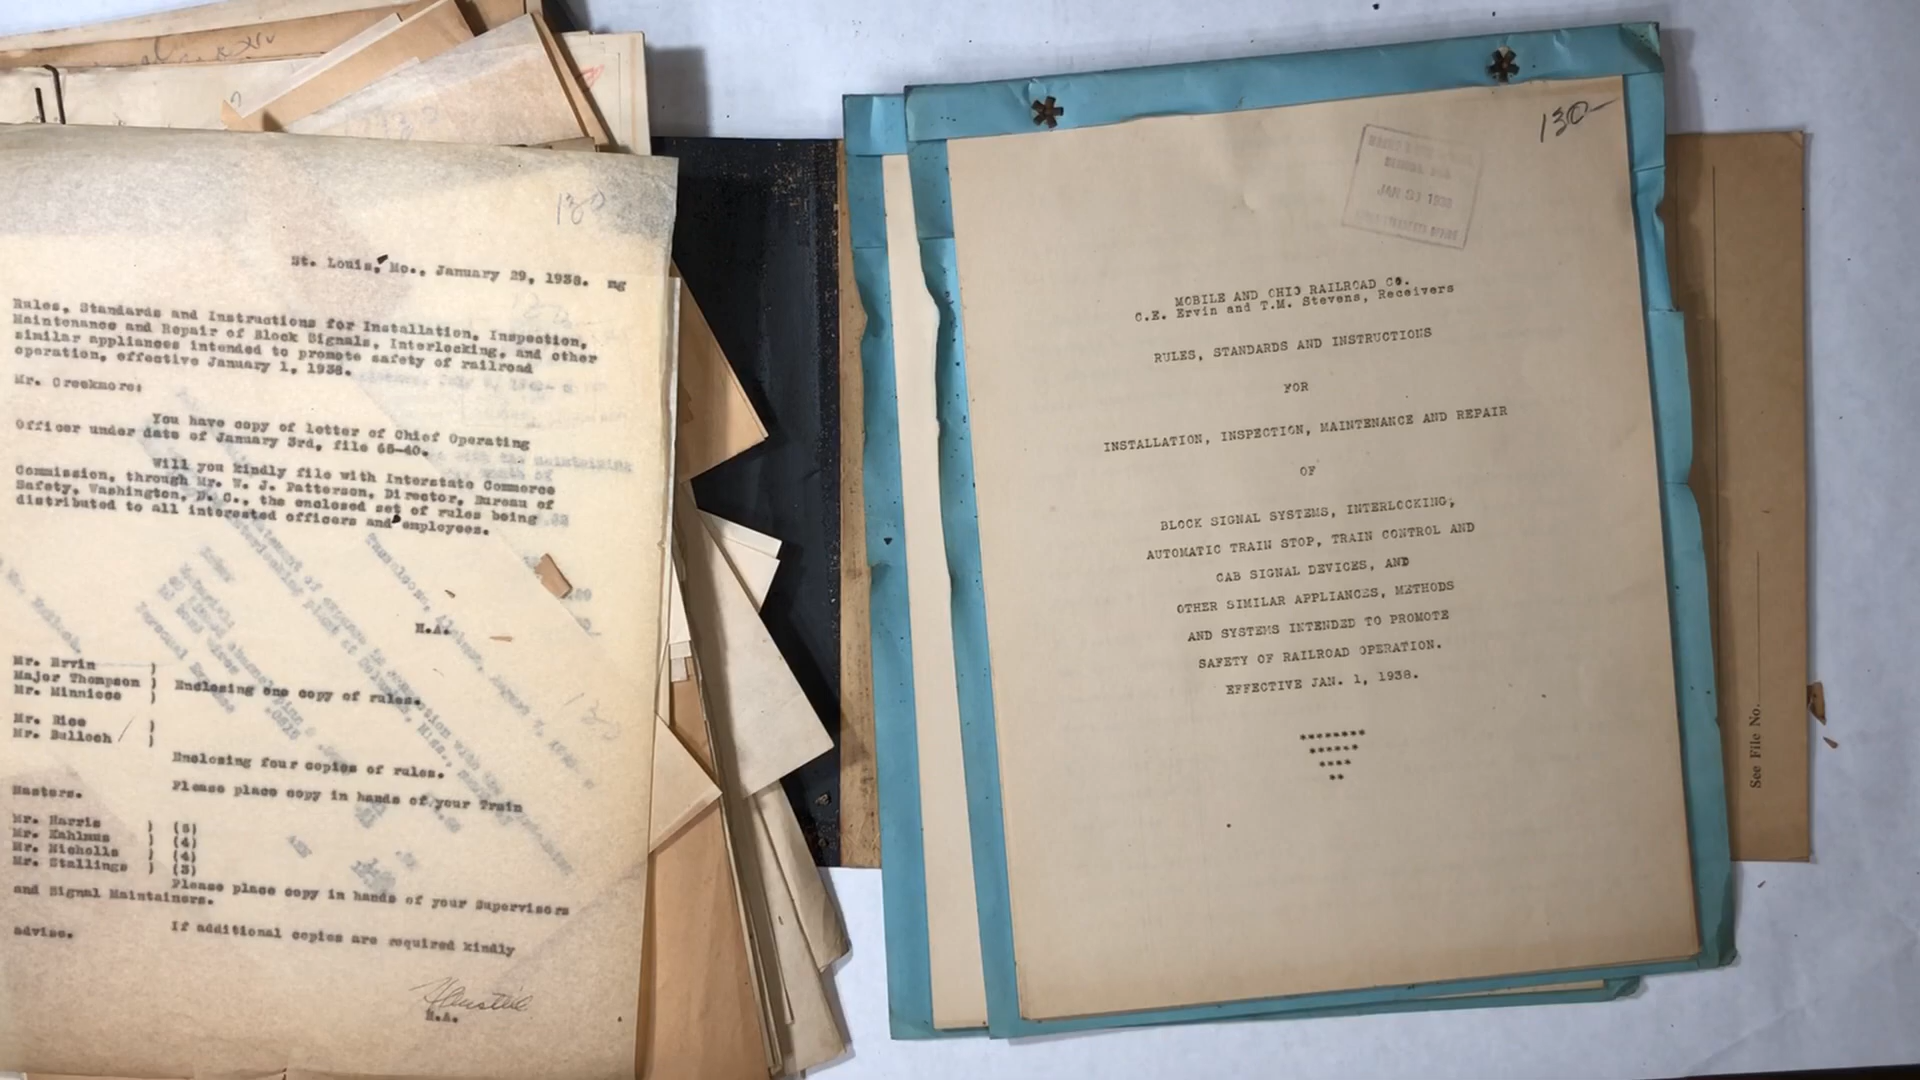 130
St. Louis, Mo., January 29, 1938. mg
Rules, Standards and Instructions for Installation, Inspection,
Maintenance and Repair of Block Signals, Interlocking, and other
similar appliances intended to promote safety of railroad
operation, effective January 1, 1938.
Mr. Creekmore:
You have copy of letter of Chief Operating
Officer under date of January 3rd, file 65-40.
Will you kindly file with Interstate Commerce
Commission, through Mr. W. J. Patterson, Director, Bureau of
Safety, Washington, D. C., the enclosed set of rules being
distributed to all interested officers and employees.
H.A.
Mr. Ervin )
Major Thompson ) Enclosing one copy of rules.
Mr. Minniece )
Mr. Rice )
Mr. Bulloch / )
Enclosing four copies of rules.
Please place copy in hands of your Train
Masters.
Mr. Harris ) (5)
Mr. Kahlmus ) (4)
Mr. Nicholls ) (4)
Mr. Stallings ) (3)
Please place copy in hands of your Supervisors
and Signal Maintainers.
If additional copies are required kindly
advise.
H.A.
130
JAN 31 1938
MOBILE AND OHIO RAILROAD CO.
C.E. Ervin and T.M. Stevens, Receivers
RULES, STANDARDS AND INSTRUCTIONS
FOR
INSTALLATION, INSPECTION, MAINTENANCE AND REPAIR
OF
BLOCK SIGNAL SYSTEMS, INTERLOCKING,
AUTOMATIC TRAIN STOP, TRAIN CONTROL AND
CAB SIGNAL DEVICES, AND
OTHER SIMILAR APPLIANCES, METHODS
AND SYSTEMS INTENDED TO PROMOTE
SAFETY OF RAILROAD OPERATION.
EFFECTIVE JAN. 1, 1938.
********
******
****
**
See File No.